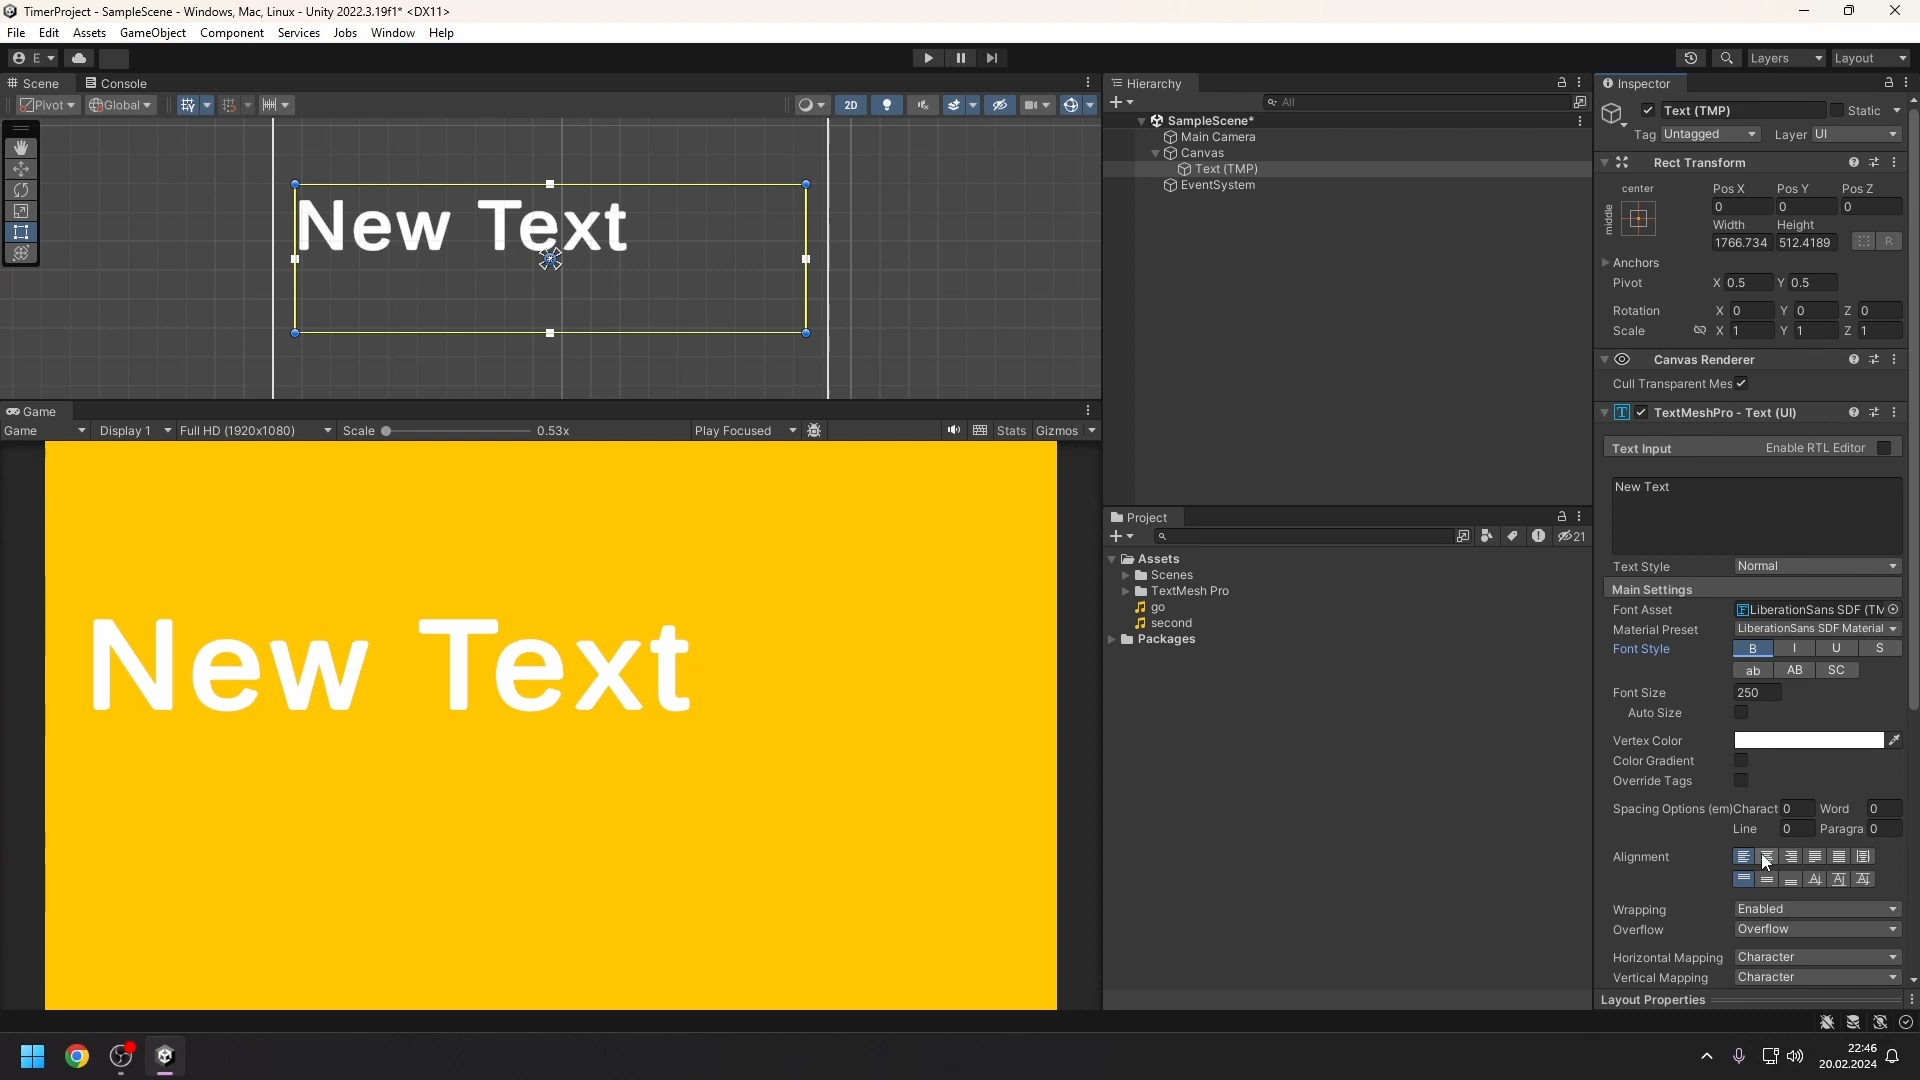 TimerProject - SampleScene - Windows, Mac, Linux - Unity 2022.3.19f1* <DX11>
File Edit Assets GameObject Component Services Jobs Window Help
E Layers Layout
Scene Console
Pivot Global 2D
New Text
Game
Game Display 1 Full HD (1920x1080) Scale 0.53x Play Focused Stats Gizmos
New Text
Hierarchy
All
SampleScene*
Main Camera
Canvas
Text (TMP)
EventSystem
Project
21
Assets
Scenes
TextMesh Pro
go
second
Packages
Inspector
Text (TMP) Static
Tag Untagged Layer UI
Rect Transform
center Pos X Pos Y Pos Z
middle 0 0 0
Width Height
1766.734 512.4189 R
Anchors
Pivot X 0.5 Y 0.5
Rotation X 0 Y 0 Z 0
Scale X 1 Y 1 Z 1
Canvas Renderer
Cull Transparent Mes
TextMeshPro - Text (UI)
Text Input Enable RTL Editor
New Text
Text Style Normal
Main Settings
Font Asset LiberationSans SDF (TM
Material Preset LiberationSans SDF Material
Font Style B I U S
ab AB SC
Font Size 250
Auto Size
Vertex Color
Color Gradient
Override Tags
Spacing Options (em) Charact 0 Word 0
Line 0 Paragra 0
Alignment
Wrapping Enabled
Overflow Overflow
Horizontal Mapping Character
Vertical Mapping Character
Layout Properties
22:46
20.02.2024